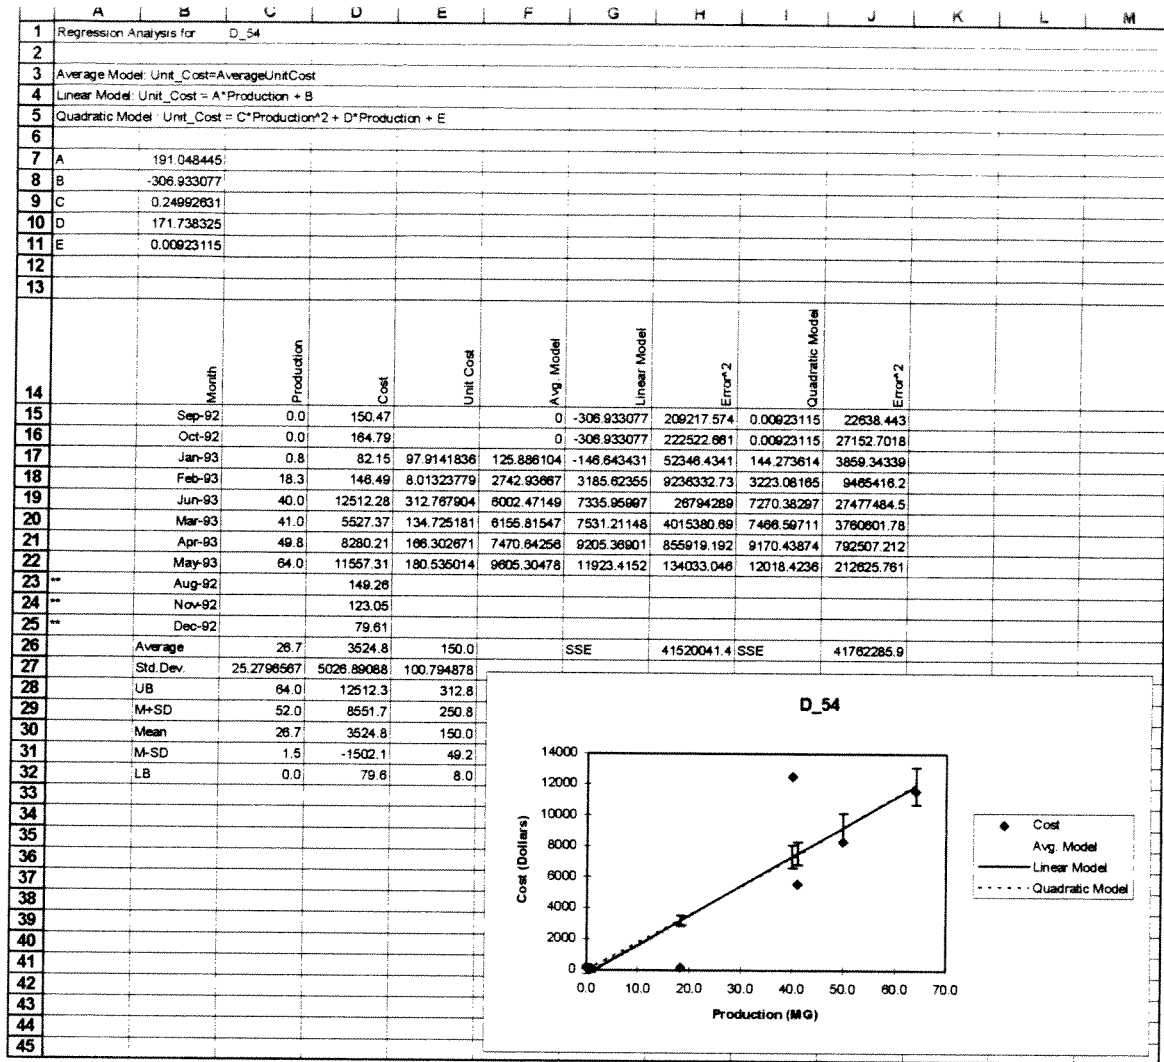 A B C D E F G H I J K L M
1 Regression Analysis for D_54
2
3 Average Model: Unit_Cost=AverageUnitCost
4 Linear Model: Unit_Cost = A*Production + B
5 Quadratic Model : Unit_Cost = C*Production^2 + D*Production + E
6
7 A 191.048445
8 B -306.933077
9 C 0.24992631
10 D 171.738325
11 E 0.00923115
12
13
14 Month Production Cost Unit Cost Avg. Model Linear Model Error^2 Quadratic Model Error^2
15 Sep-92 0.0 150.47 0 -306.933077 209217.574 0.00923115 22638.443
16 Oct-92 0.0 164.79 0 -306.933077 222522.661 0.00923115 27152.7018
17 Jan-93 0.8 82.15 97.9141836 125.886104 -146.643431 52346.4341 144.273614 3859.34339
18 Feb-93 18.3 146.49 8.01323779 2742.93667 3185.62355 9236332.73 3223.08165 9465416.2
19 Jun-93 40.0 12512.28 312.767904 6002.47149 7335.95997 26794289 7270.38297 27477484.5
20 Mar-93 41.0 5527.37 134.725181 6155.81547 7531.21148 4015380.69 7466.59711 3760601.78
21 Apr-93 49.8 8280.21 166.302671 7470.64256 9205.36901 855919.192 9170.43874 792507.212
22 May-93 64.0 11557.31 180.535014 9605.30478 11923.4152 134033.046 12018.4236 212625.761
23 ** Aug-92 149.26
24 ** Nov-92 123.05
25 ** Dec-92 79.61
26 Average 26.7 3524.8 150.0 SSE 41520041.4 SSE 41762285.9
27 Std.Dev. 25.2796567 5026.89088 100.794878
28 UB 64.0 12512.3 312.8
29 M+SD 52.0 8551.7 250.8
30 Mean 26.7 3524.8 150.0
31 M-SD 1.5 -1502.1 49.2
32 LB 0.0 79.6 8.0
33
34
35
36
37
38
39
40
41
42
43
44
45
D_54
14000
12000
10000
8000
6000
4000
2000
0
Cost (Dollars)
0.0 10.0 20.0 30.0 40.0 50.0 60.0 70.0
Production (MG)
Cost
Avg. Model
Linear Model
Quadratic Model